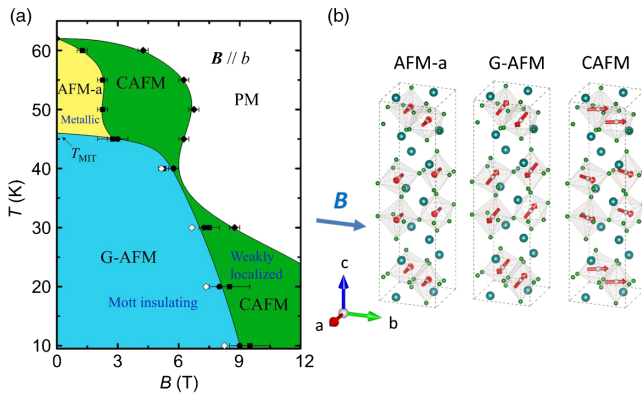 (a)
B // b
AFM-a
CAFM
PM
Metallic
T_MIT
G-AFM
Mott insulating
Weakly
localized
CAFM
T (K)
60
50
40
30
20
10
0
3
6
9
12
B (T)
(b)
AFM-a
G-AFM
CAFM
B
c
a
b